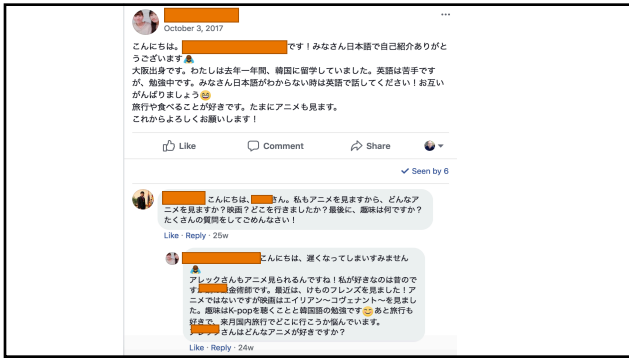 October 3, 2017
こんにちは。 です！みなさん日本語で自己紹介ありがと
うございます🙇
大阪出身です。わたしは去年一年間、韓国に留学していました。英語は苦手です
が、勉強中です。みなさん日本語がわからない時は英語で話してください！お互い
がんばりましょう😄
旅行や食べることが好きです。たまにアニメも見ます。
これからよろしくお願いします！
Like Comment Share
Seen by 6
こんにちは、 さん。私もアニメを見ますから、どんなア
ニメを見ますか？映画？どこを行きましたか？最後に、趣味は何ですか？
たくさんの質問をしてごめんなさい！
Like · Reply · 25w
こんにちは、遅くなってしまいすみません
🙇
アレックさんもアニメ見られるんですね！私が好きなのは昔ので
す 金術師です。最近は、けものフレンズを見ました！ア
ニメではないですが映画はエイリアン〜コヴェナント〜を見まし
た。趣味はK-popを聴くことと韓国語の勉強です😊あと旅行も
好きで、来月国内旅行でどこに行こうか悩んでいます。
さんはどんなアニメが好きですか？
Like · Reply · 24w